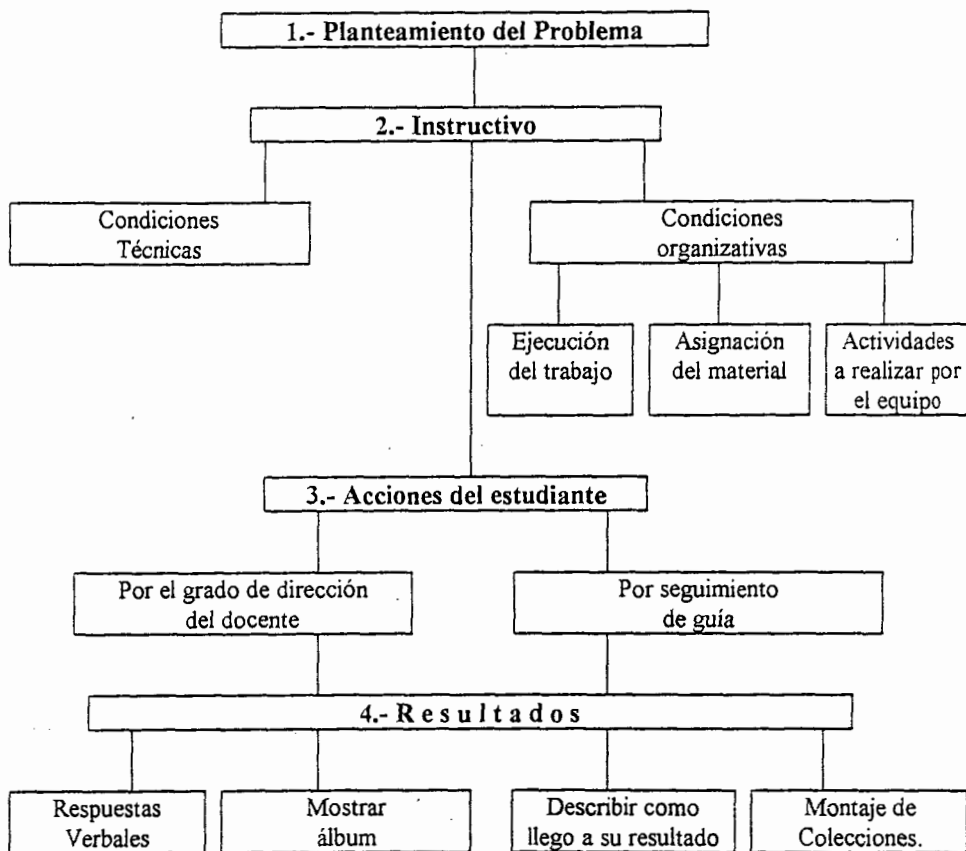 1.- Planteamiento del Problema
2.- Instructivo
Condiciones
Técnicas
Condiciones
organizativas
Ejecución
del trabajo
Asignación
del material
Actividades
a realizar por
el equipo
3.- Acciones del estudiante
Por el grado de dirección
del docente
Por seguimiento
de guía
4.- R e s u l t a d o s
Respuestas
Verbales
Mostrar
álbum
Describir como
llego a su resultado
Montaje de
Colecciones.